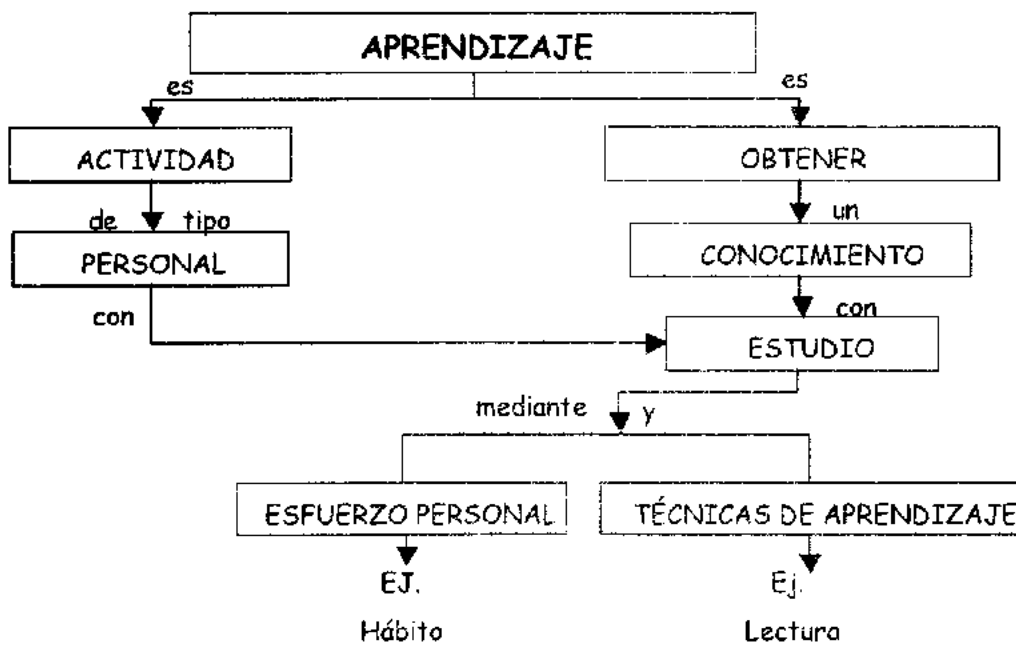 APRENDIZAJE
es es
ACTIVIDAD OBTENER
de tipo un
PERSONAL CONOCIMIENTO
con con
ESTUDIO
mediante y
ESFUERZO PERSONAL TÉCNICAS DE APRENDIZAJE
EJ. Ej.
Hábito Lectura